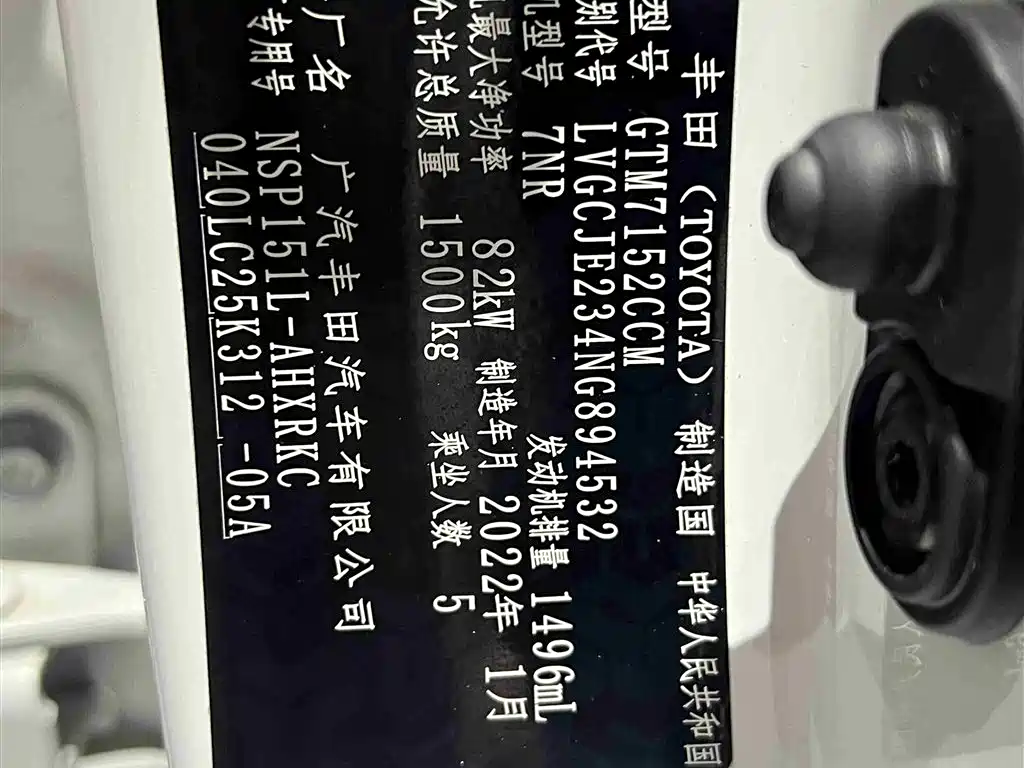 丰田（TOYOTA） 制造国 中华人民共和国
型号 GTM7152CCM
别代号 LVGCJE234NG894532
机型号 7NR 发动机排量 1496mL
最大净功率 82kW 制造年月 2022年 1月
允许总质量 1500kg 乘坐人数 5
厂名 广汽丰田汽车有限公司
专用号 NSP151L-AHXRKC
040LC25K312 -05A